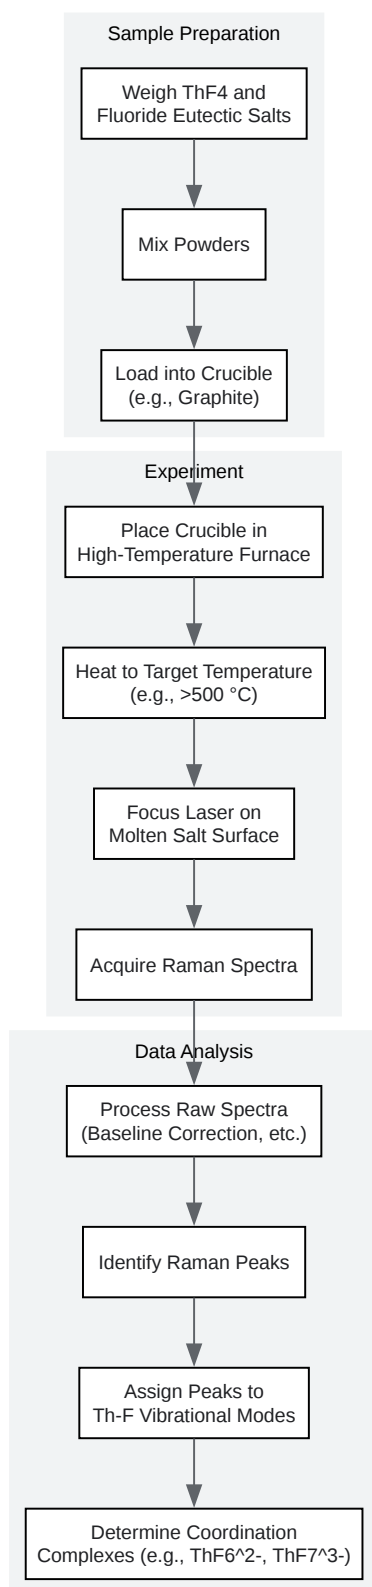 Sample Preparation
Weigh ThF4 and
Fluoride Eutectic Salts
Mix Powders
Load into Crucible
(e.g., Graphite)
Experiment
Place Crucible in
High-Temperature Furnace
Heat to Target Temperature
(e.g., >500 °C)
Focus Laser on
Molten Salt Surface
Acquire Raman Spectra
Data Analysis
Process Raw Spectra
(Baseline Correction, etc.)
Identify Raman Peaks
Assign Peaks to
Th-F Vibrational Modes
Determine Coordination
Complexes (e.g., ThF6^2-, ThF7^3-)